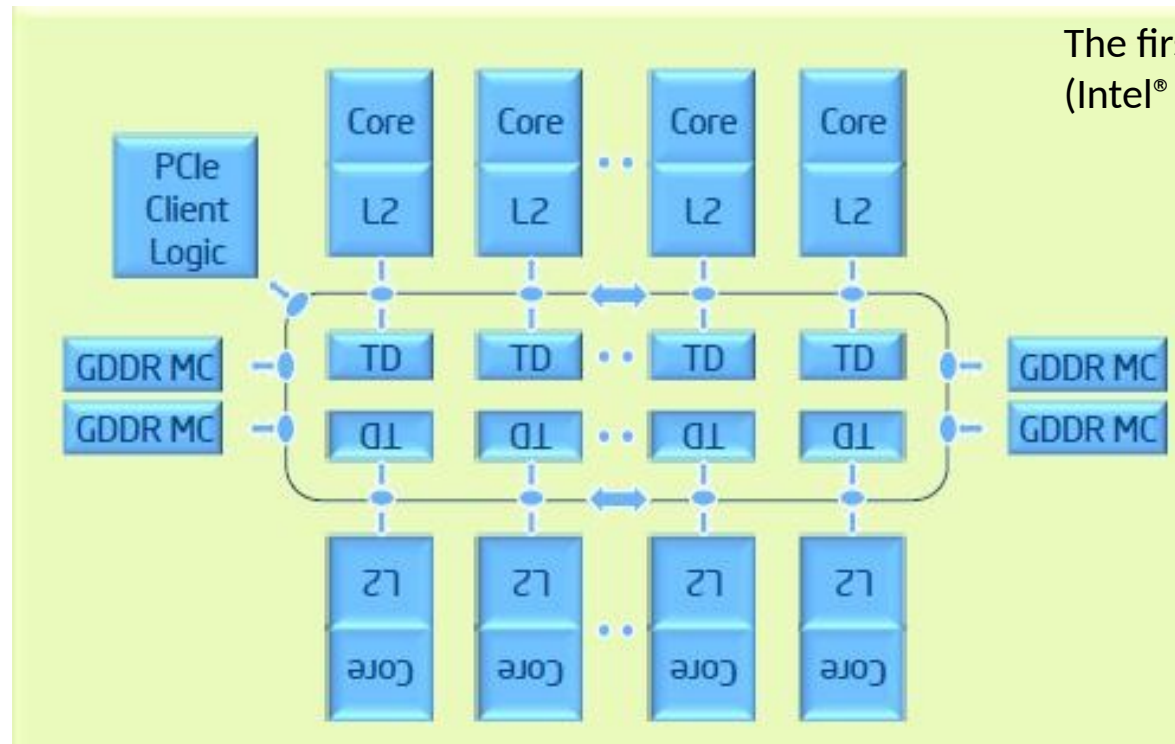 The fir
(Intel®
Core Core Core Core
PCIe
Client
Logic
L2 L2 L2 L2
TD TD TD TD
GDDR MC GDDR MC
GDDR MC GDDR MC
TD TD TD TD
L2 L2 L2 L2
Core Core Core Core